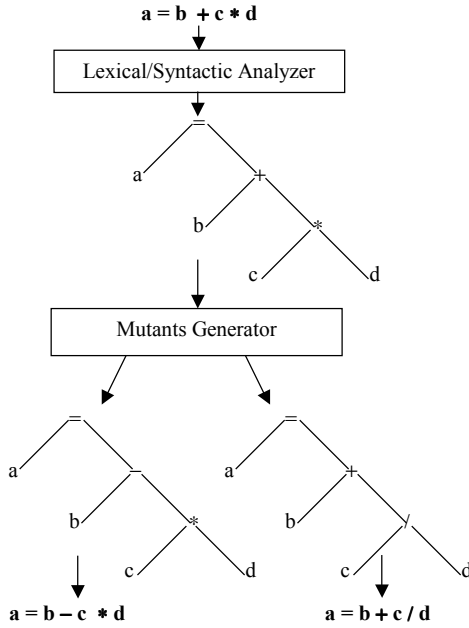 a = b + c * d
Lexical/Syntactic Analyzer
=
a +
b *
c d
Mutants Generator
= =
a − a +
b * b /
c d c d
a = b – c * d a = b + c / d